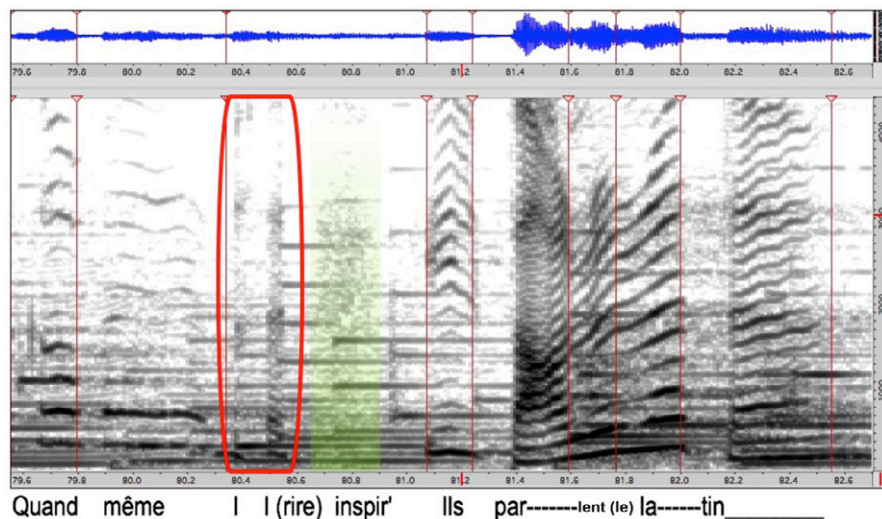 79.6 79.8 80.0 80.2 80.4 80.6 80.8 81.0 81.2 81.4 81.6 81.8 82.0 82.2 82.4 82.6
79.6 79.8 80.0 80.2 80.4 80.6 80.8 81.0 81.2 81.4 81.6 81.8 82.0 82.2 82.4 82.6
Quand même I I (rire) inspir' Ils par-------lent (le) la------tin_________